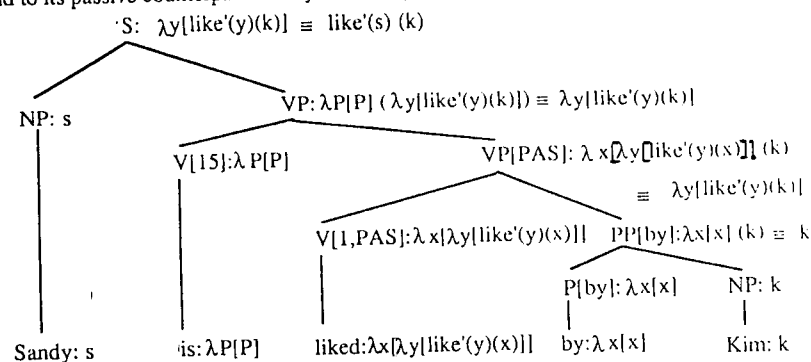 S: λy[like'(y)(k)] ≡ like'(s) (k)
NP: s
VP: λP[P] (λy[like'(y)(k)]) ≡ λy[like'(y)(k)]
V[15]: λP[P]
VP[PAS]: λx[λy[like'(y)(x)]] (k)
≡ λy[like'(y)(k)]
V[1,PAS]:λx[λy[like'(y)(x)]] PP[by]:λx[x] (k) ≡ k
P[by]: λx[x] NP: k
Sandy: s is: λP[P] liked:λx[λy[like'(y)(x)]] by:λx[x] Kim: k